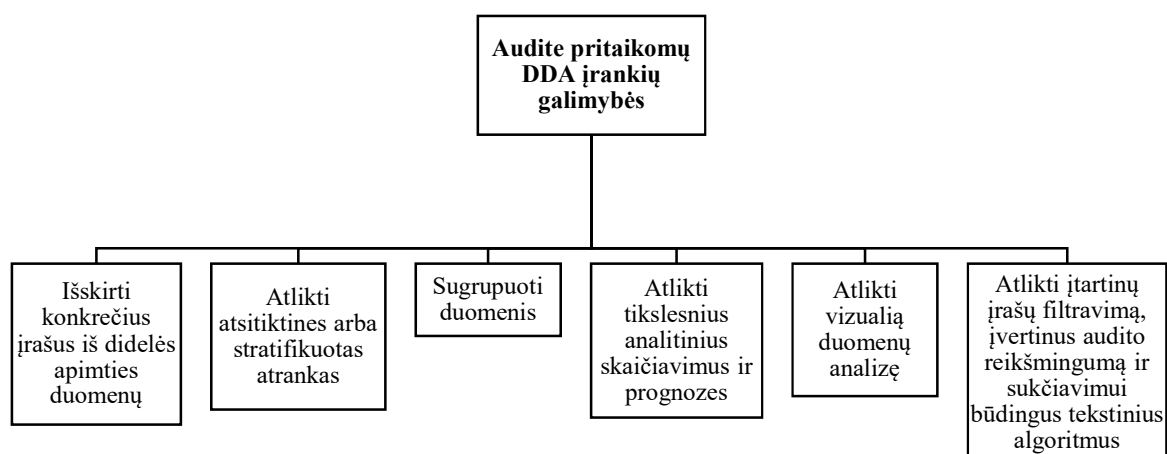 Audite pritaikomų
DDA įrankių
galimybės
Išskirti
konkrečius
įrašus iš didelės
apimties
duomenų
Atlikti
atsitiktines arba
stratifikuotas
atrankas
Sugrupuoti
duomenis
Atlikti
tikslesnius
analitinius
skaičiavimus ir
prognozes
Atlikti
vizualią
duomenų
analizę
Atlikti įtartinų
įrašų filtravimą,
įvertinus audito
reikšmingumą ir
sukčiavimui
būdingus tekstinius
algoritmus